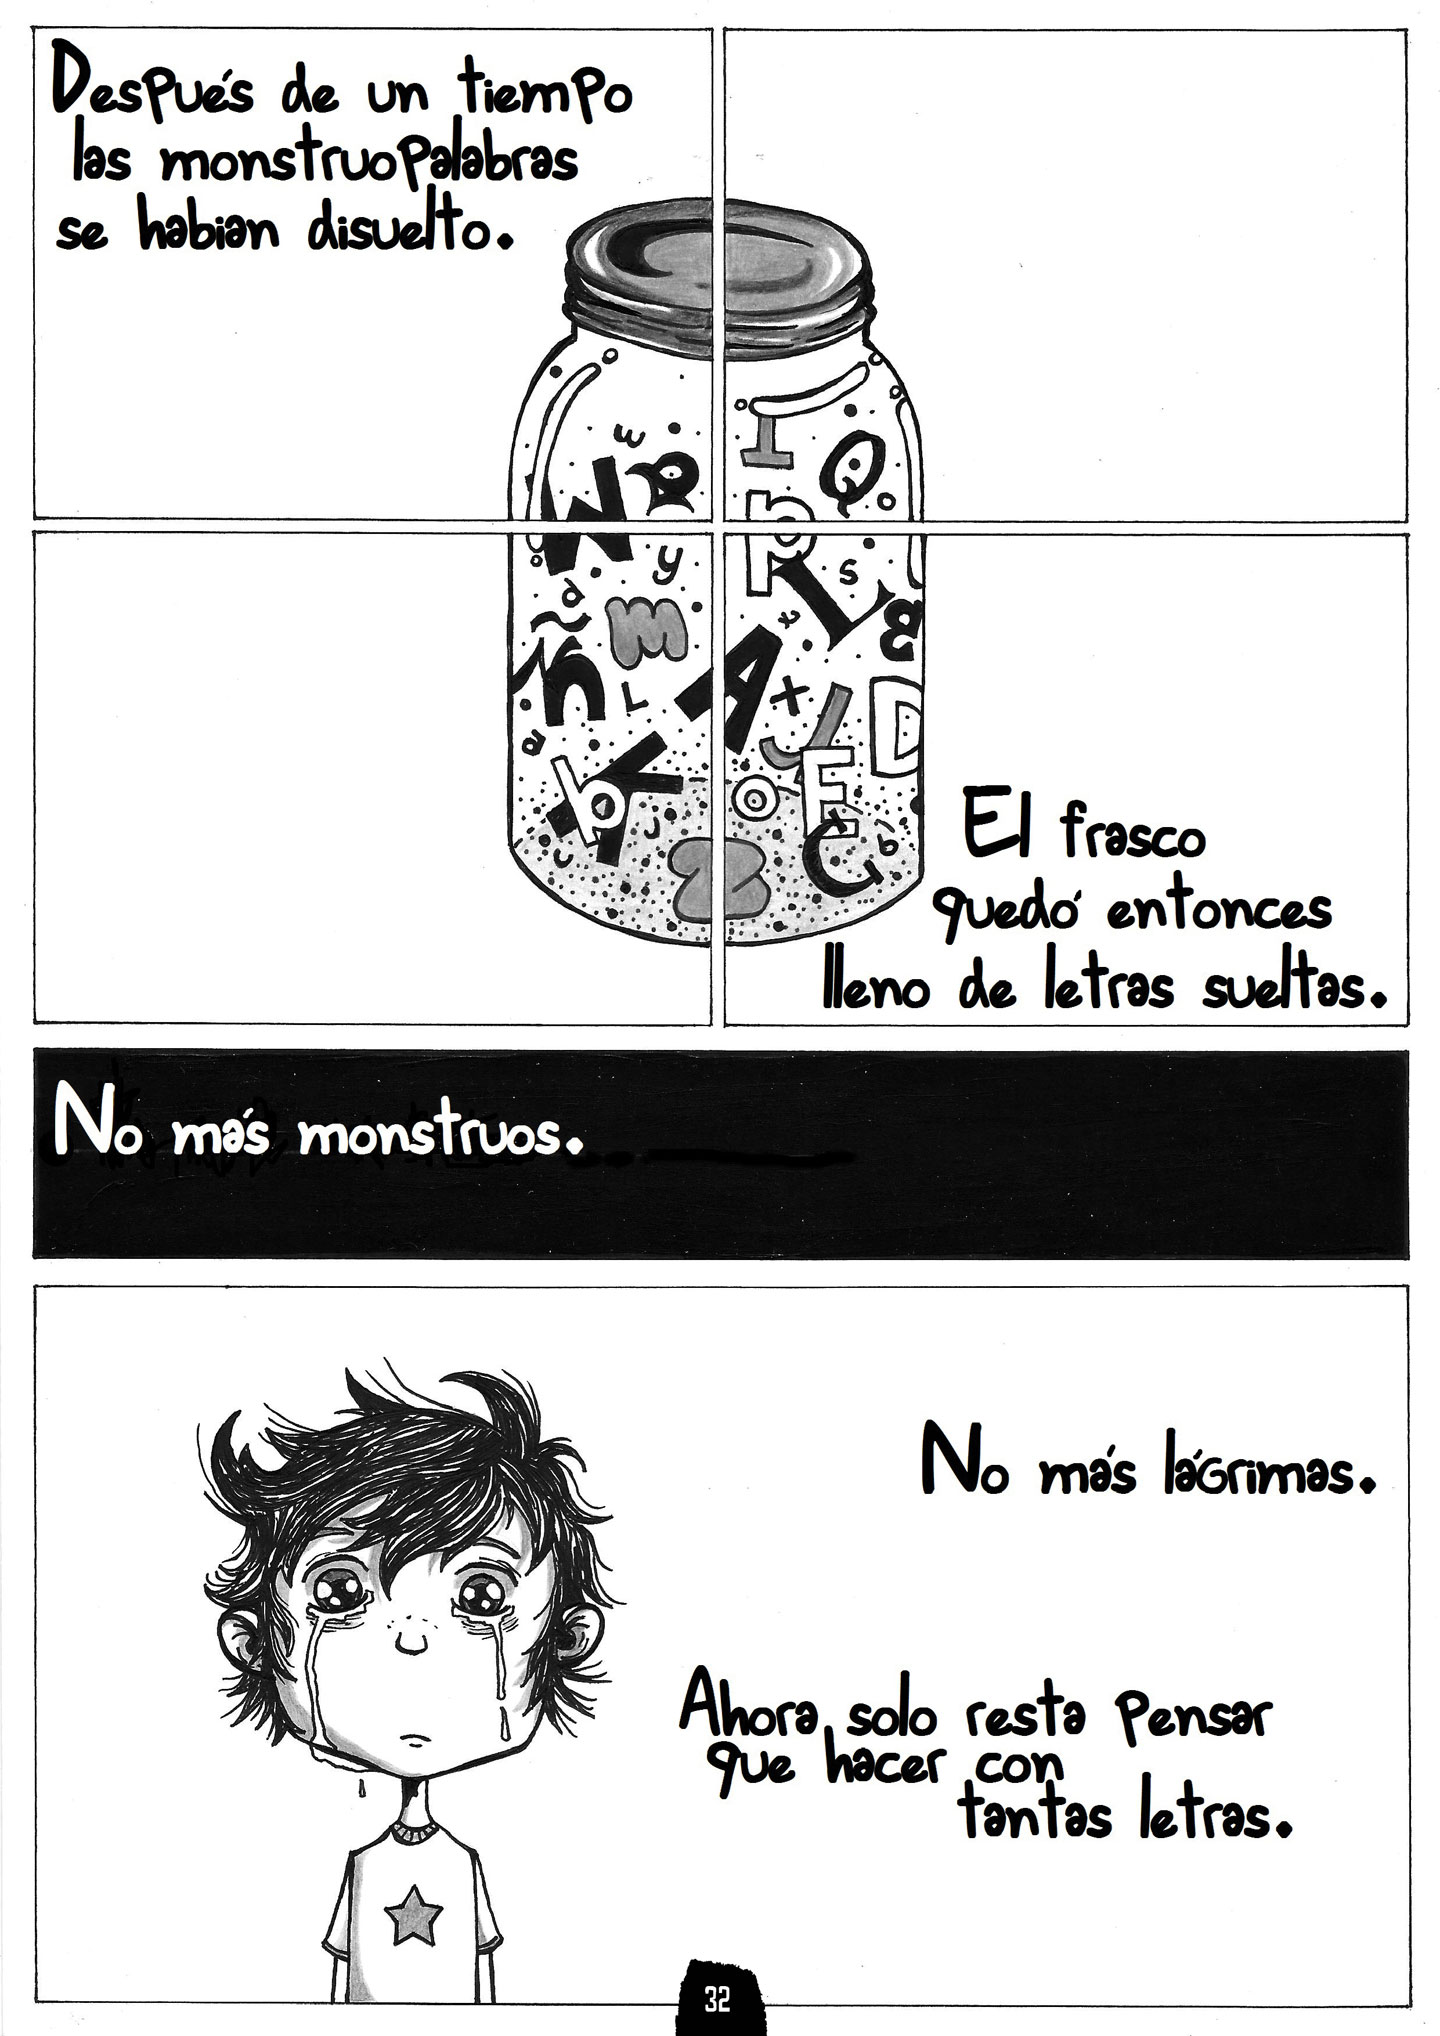 Después de un tiempo
las monstruopalabras
se habian disuelto.
w
W
I
Q
p
y
s
d
m
L
ñ
A
x
L
D
a
K
b
o
E
J
Z
C
b
El frasco
quedó entonces
lleno de letras sueltas.
No más monstruos.
No más lágrimas.
Ahora solo resta pensar
que hacer con
tantas letras.
32